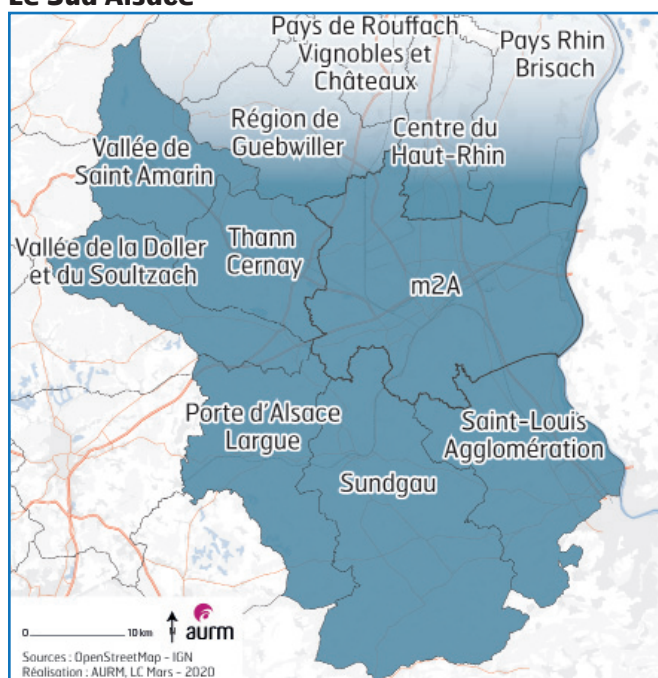 Le Sud Alsace
Pays de Rouffach
Vignobles et
Châteaux
Pays Rhin
Brisach
Région de
Guebwiller
Centre du
Haut-Rhin
Vallée de
Saint Amarin
Vallée de la Doller
et du Soultzach
Thann
Cernay
m2A
Porte d'Alsace
Largue
Saint-Louis
Agglomération
Sundgau
0 10 km N aurm
Sources : OpenStreetMap - IGN
Réalisation : AURM, LC Mars - 2020